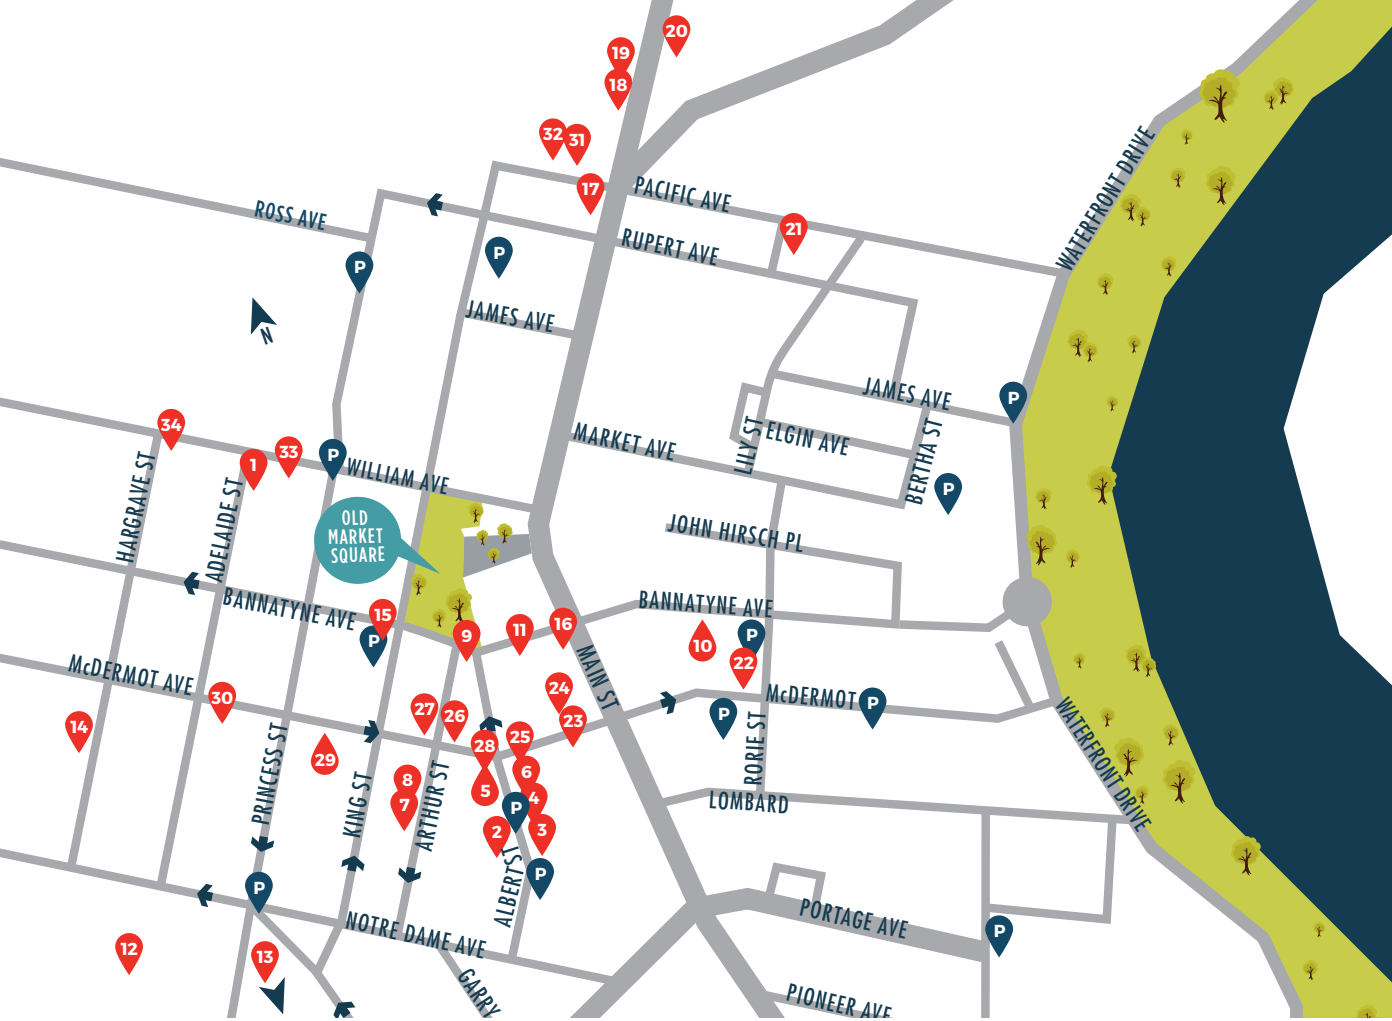 20
19
18
32
31
17
PACIFIC AVE
WATERFRONT DRIVE
ROSS AVE
21
RUPERT AVE
P
P
JAMES AVE
N
JAMES AVE
P
34
MARKET AVE
LILY ST
ELGIN AVE
BERTHA ST
33
1
P
WILLIAM AVE
HARGRAVE ST
ADELAIDE ST
P
OLD
MARKET
SQUARE
JOHN HIRSCH PL
BANNATYNE AVE
15
P
9
11
16
BANNATYNE AVE
10
P
22
McDERMOT AVE
30
MAIN ST
24
23
McDERMOT
P
P
WATERFRONT DRIVE
14
27
26
28
25
29
PRINCESS ST
KING ST
ARTHUR ST
8
7
5
6
4
P
2
3
RORIE ST
LOMBARD
ALBERT ST
P
P
NOTRE DAME AVE
PORTAGE AVE
P
12
13
GARRY
PIONEER AVE